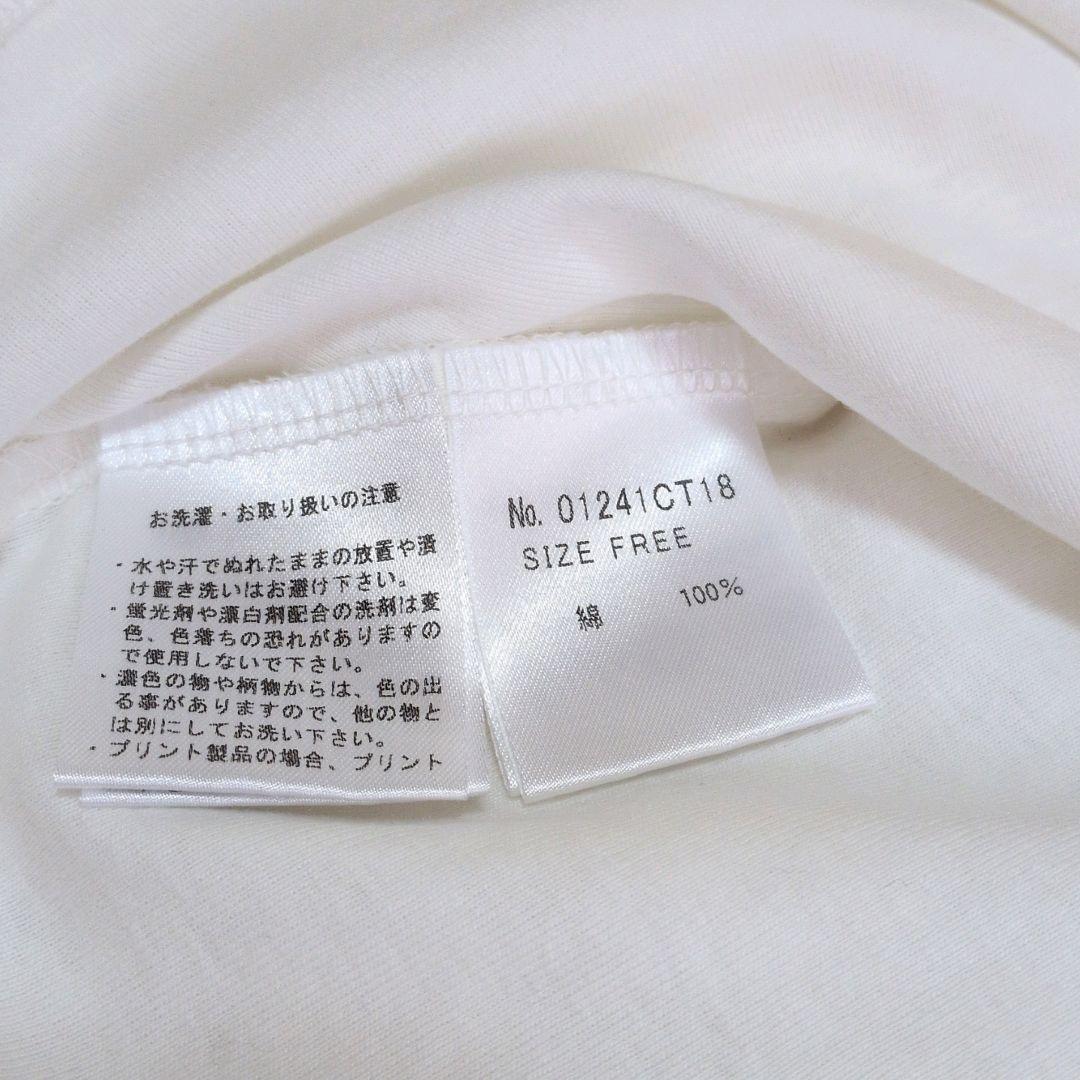 お洗濯・お取り扱いの注意
・水や汗でぬれたままの放置や漬
け置き洗いはお避け下さい。
・蛍光剤や漂白剤配合の洗剤は変
色、色落ちの恐れがありますの
で使用しないで下さい。
・濃色の物や柄物からは、色の出
る事がありますので、他の物と
は別にしてお洗い下さい。
・プリント製品の場合、プリント
No. 01241CT18
SIZE FREE
綿 100%